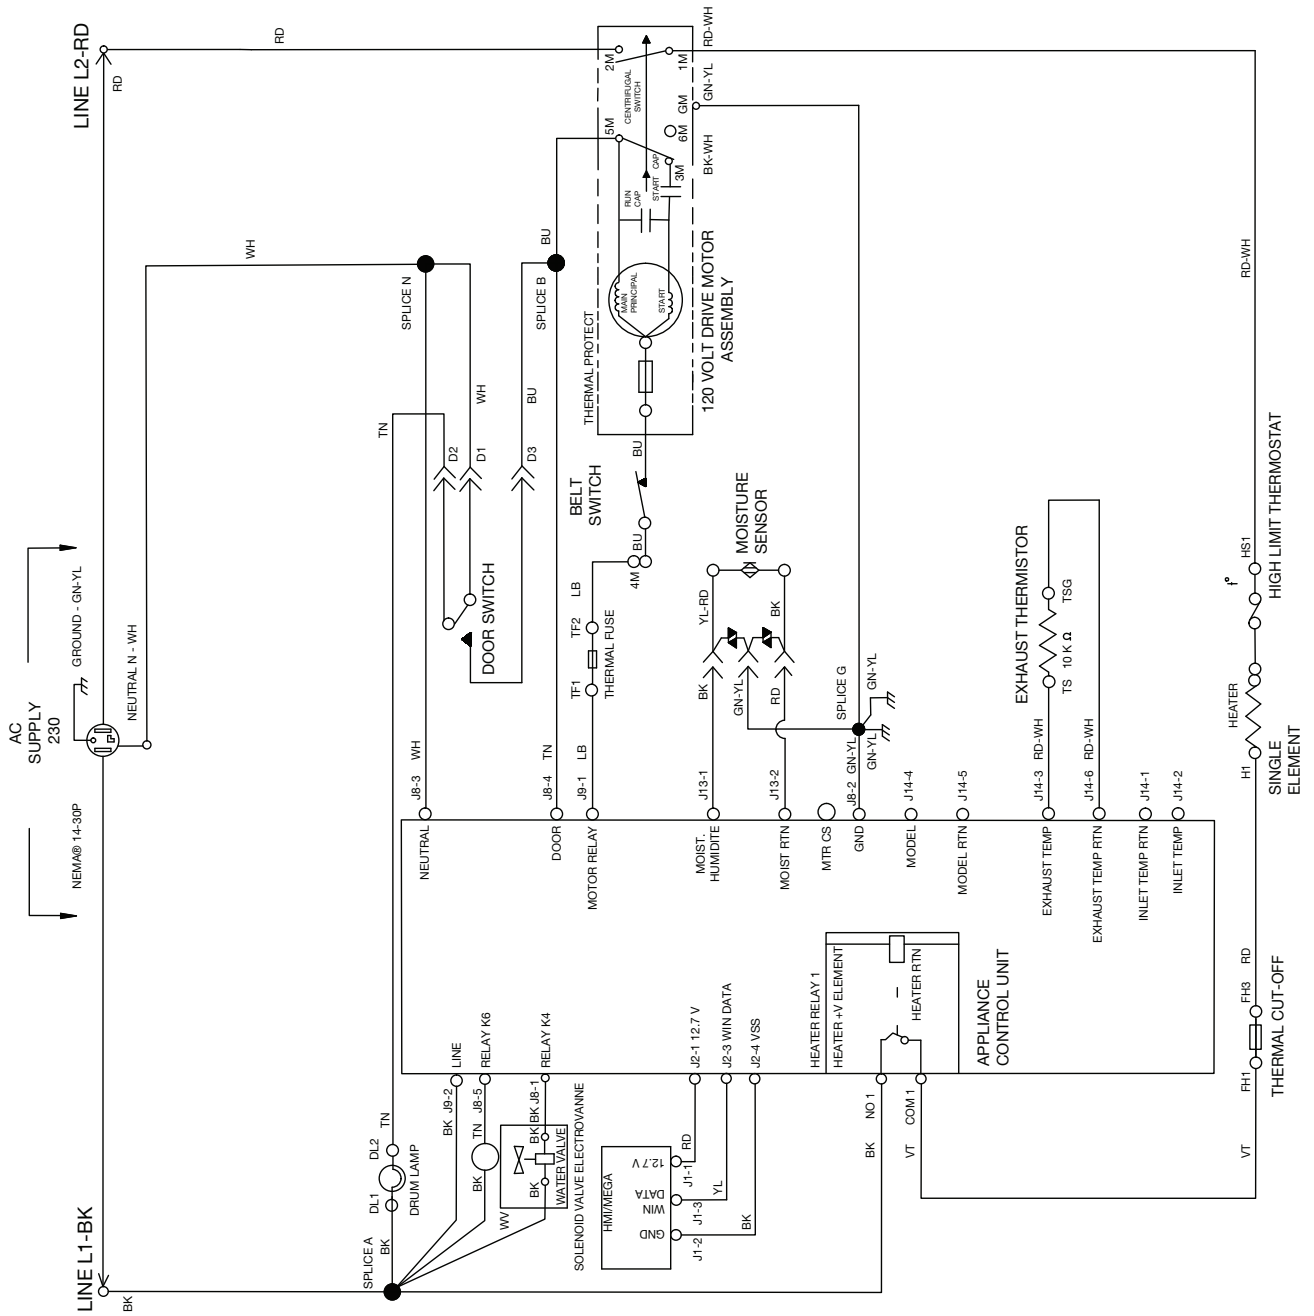 LINE L1-BK
BK
NEMA® 14-30P
AC
SUPPLY
230
GROUND - GN-YL
NEUTRAL N - WH
LINE L2-RD
RD
RD
WH
SPLICE A
BK
DL1
DL2
DRUM LAMP
TN
TN
D2
D1
WH
D3
BU
DOOR SWITCH
SPLICE N
SPLICE B
BU
BK
J9-2
LINE
BK
TN
J8-5
RELAY K6
BK
BK
BK
J8-1
RELAY K4
WV
WATER VALVE
SOLENOID VALVE ELECTROVANNE
NEUTRAL
J8-3
WH
DOOR
J8-4
TN
MOTOR RELAY
J9-1
LB
TF1
TF2
THERMAL FUSE
LB
4M
BU
BELT
SWITCH
BU
THERMAL PROTECT
MAIN
PRINCIPAL
START
RUN
CAP
START CAP
5M
3M
6M
CENTRIFUGAL
SWITCH
2M
1M
GM
RD-WH
GN-YL
BK-WH
120 VOLT DRIVE MOTOR
ASSEMBLY
HMI/MEGA
12.7 V
WIN
DATA
GND
J1-1
J1-3
J1-2
RD
YL
BK
J2-1 12.7 V
J2-3 WIN DATA
J2-4 VSS
MOIST.
HUMIDITE
J13-1
BK
YL-RD
GN-YL
MOISTURE
SENSOR
MOIST RTN
J13-2
RD
BK
MTR CS
GND
J8-2
GN-YL
SPLICE G
GN-YL
GN-YL
MODEL
J14-4
MODEL RTN
J14-5
HEATER RELAY 1
HEATER +V ELEMENT
HEATER RTN
APPLIANCE
CONTROL UNIT
BK
NO 1
VT
COM 1
EXHAUST TEMP
J14-3
RD-WH
TS
10 K Ω
TSG
EXHAUST THERMISTOR
EXHAUST TEMP RTN
J14-6
RD-WH
INLET TEMP RTN
J14-1
INLET TEMP
J14-2
VT
FH1
FH3
RD
THERMAL CUT-OFF
H1
HEATER
SINGLE
ELEMENT
t°
HS1
HIGH LIMIT THERMOSTAT
RD-WH